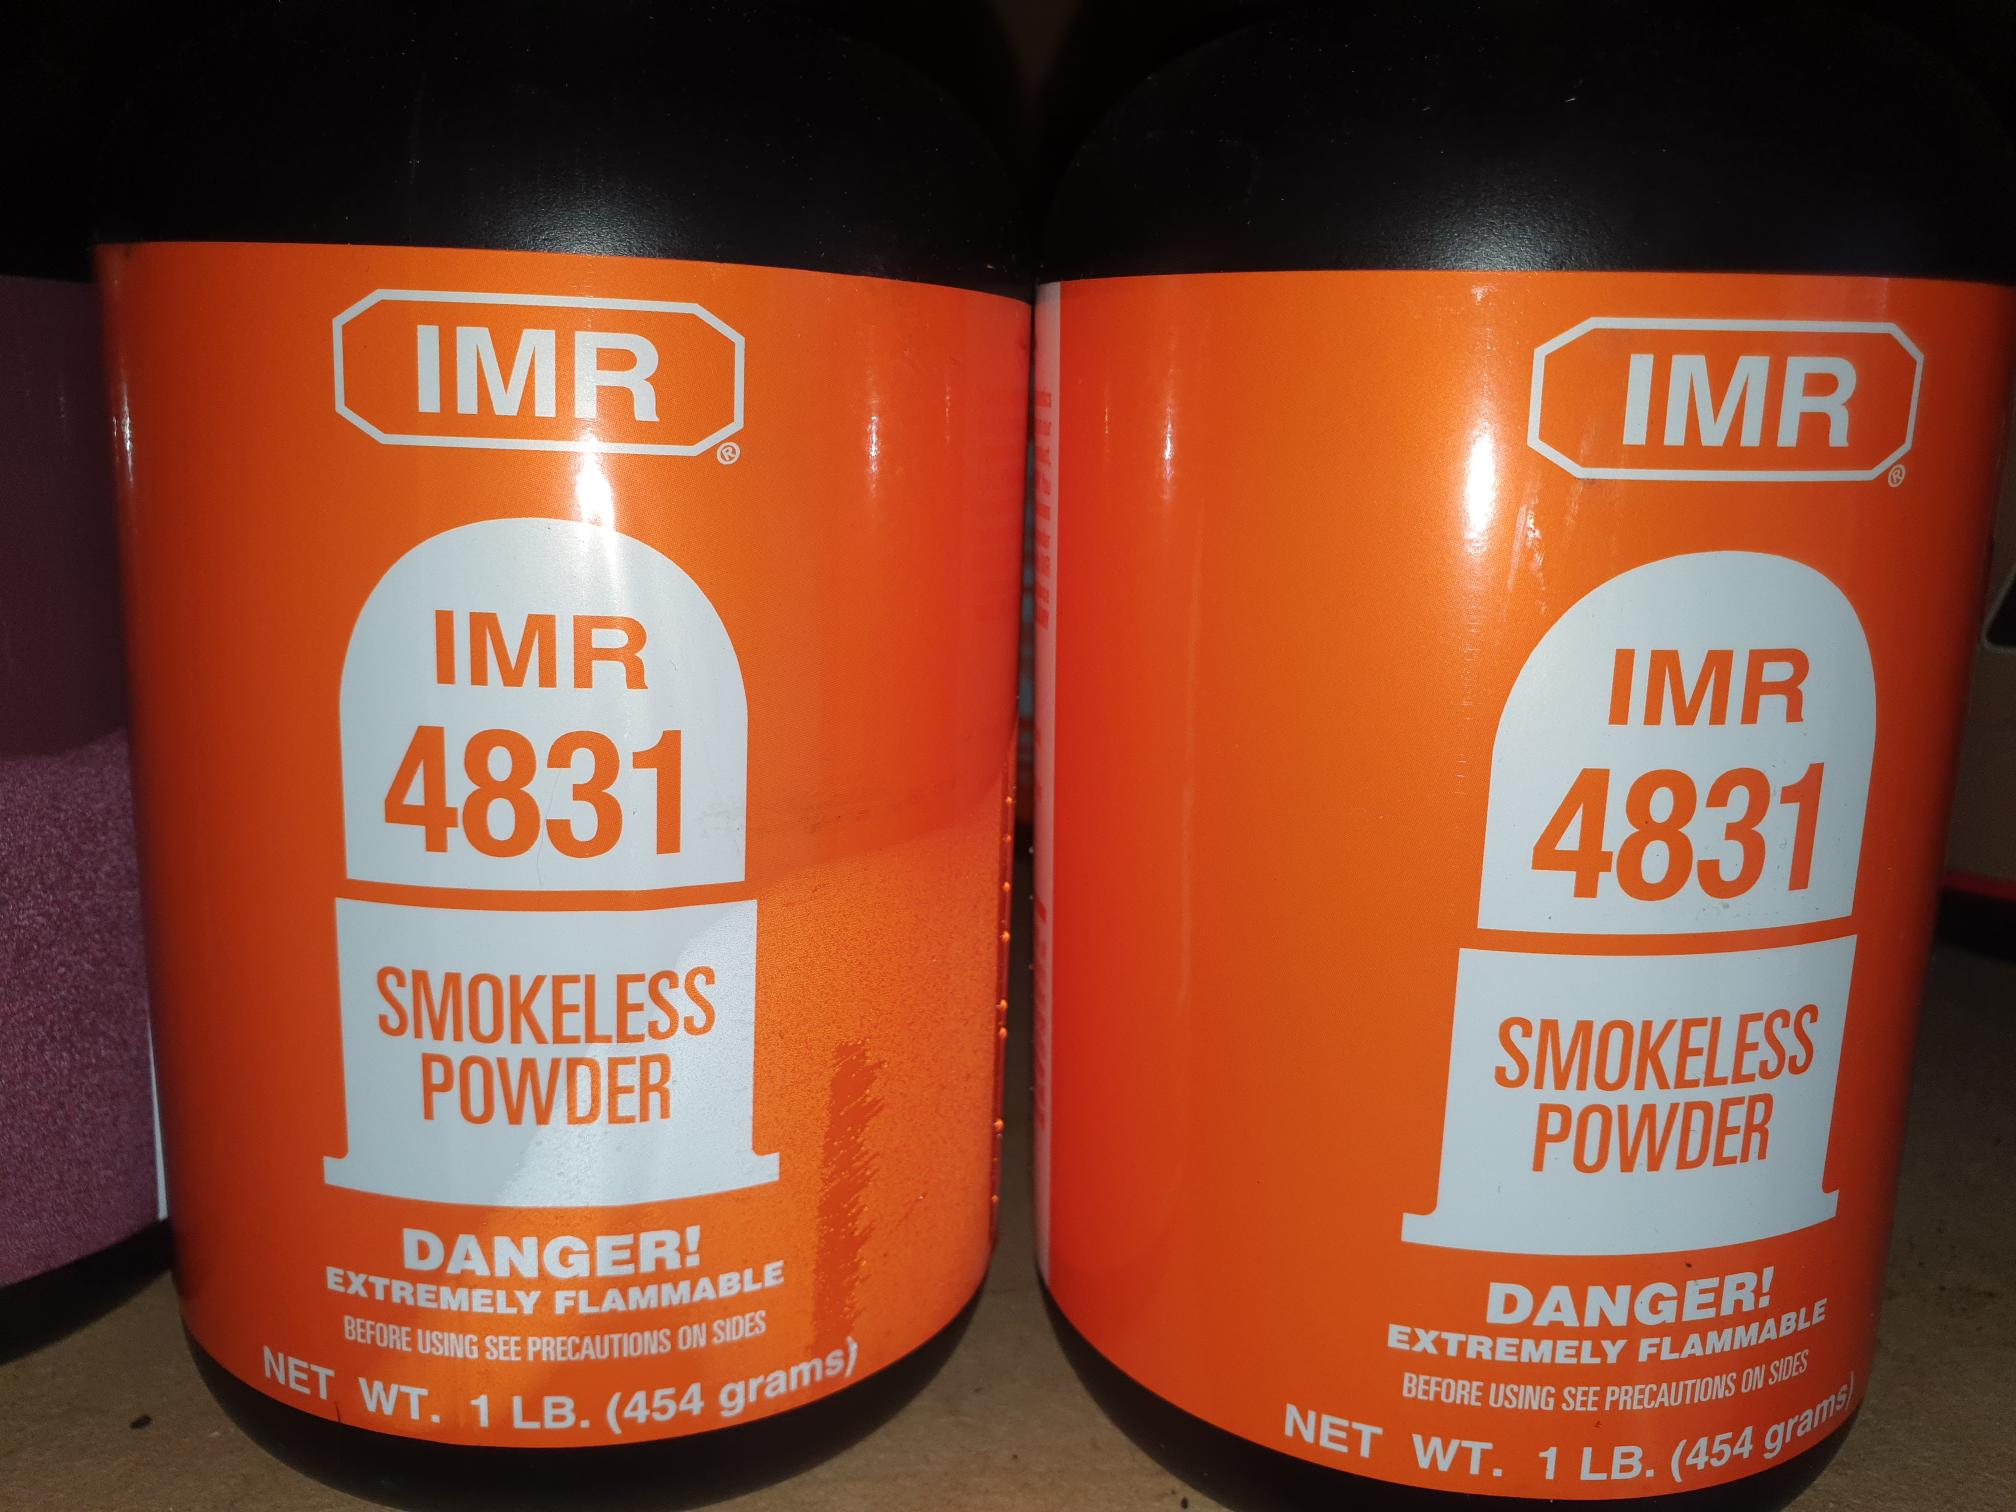 IMR
®
IMR
4831
SMOKELESS
POWDER
DANGER!
EXTREMELY FLAMMABLE
BEFORE USING SEE PRECAUTIONS ON SIDES
NET WT. 1 LB. (454 grams)
IMR
®
IMR
4831
SMOKELESS
POWDER
DANGER!
EXTREMELY FLAMMABLE
BEFORE USING SEE PRECAUTIONS ON SIDES
NET WT. 1 LB. (454 grams)